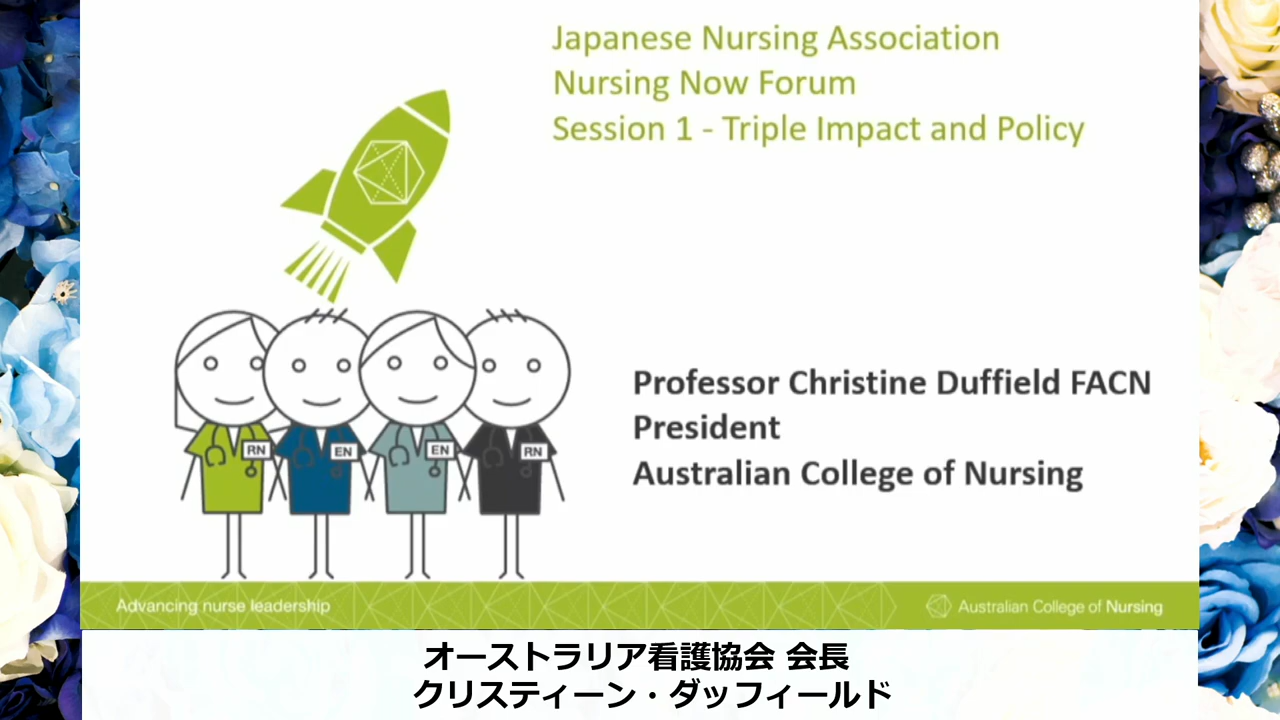 Japanese Nursing Association
Nursing Now Forum
Session 1 - Triple Impact and Policy
RN
EN
EN
RN
Professor Christine Duffield FACN
President
Australian College of Nursing
Advancing nurse leadership
Australian College of Nursing
オーストラリア看護協会 会長
クリスティーン・ダッフィールド